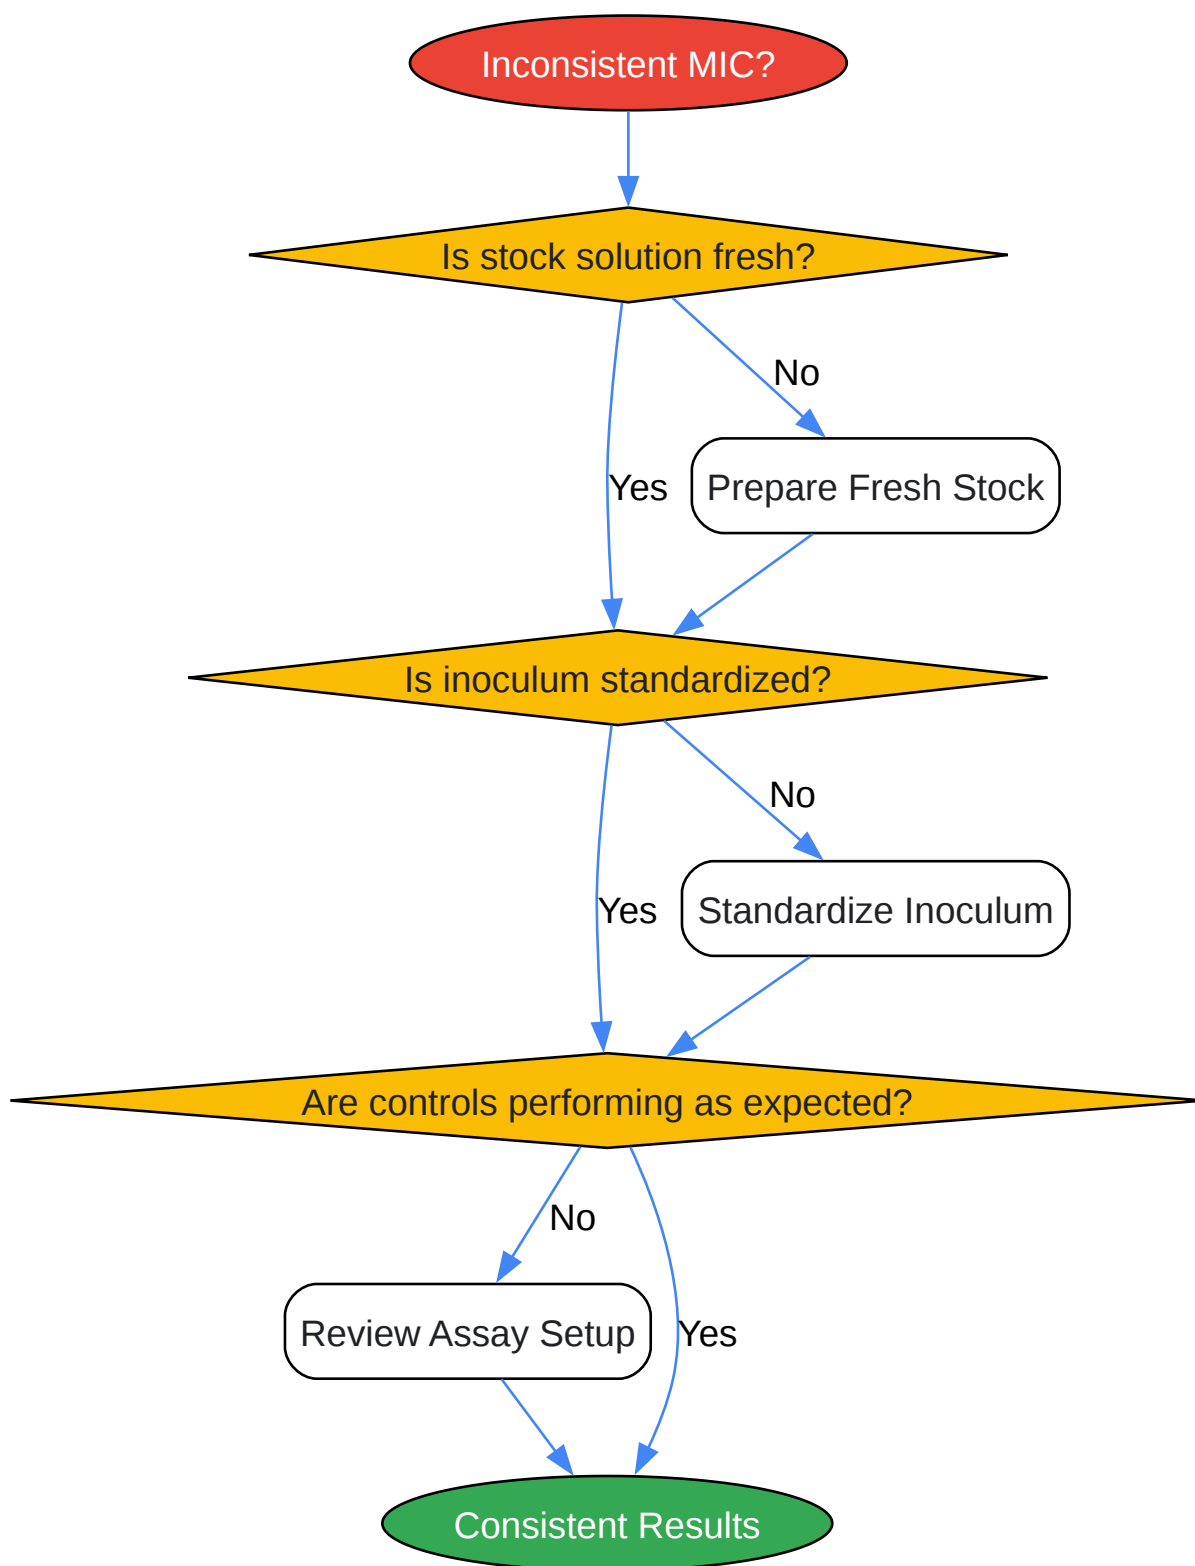 Inconsistent MIC?
Is stock solution fresh?
No
Yes
Prepare Fresh Stock
Is inoculum standardized?
No
Yes
Standardize Inoculum
Are controls performing as expected?
No
Review Assay Setup
Yes
Consistent Results